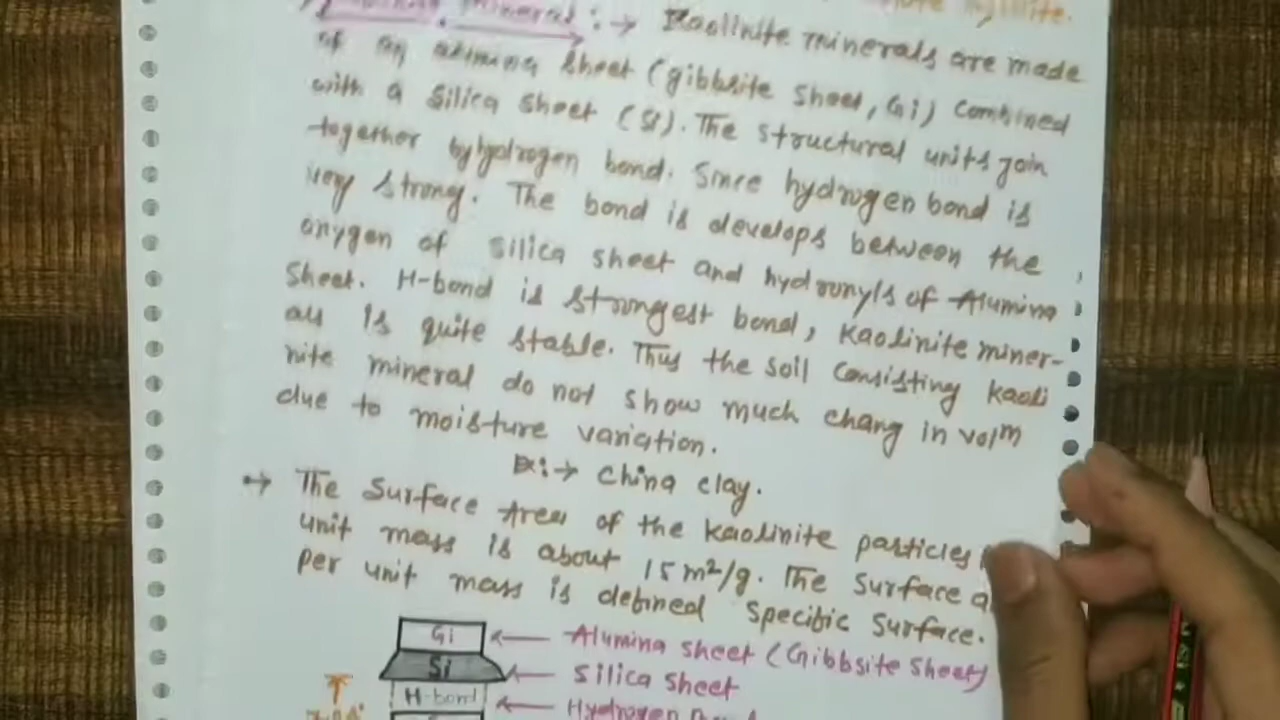 illite.
mineral :→ Kaolinite minerals are made
of an alumina sheet (gibbsite sheet, Gi) combined
with a silica sheet (Si). The structural units join
together by hydrogen bond. Since hydrogen bond is
very strong. The bond is develops between the
oxygen of silica sheet and hydroxyls of Alumina
sheet. H-bond is strongest bond, Kaolinite miner-
als is quite stable. Thus the soil consisting kaoli
nite mineral do not show much chang in volm
due to moisture variation.
Ex:→ China clay.
↔ The Surface Area of the kaolinite particles
unit mass is about 15 m²/g. The Surface a
per unit mass is defined specific surface.
Gi ← Alumina sheet (Gibbsite sheet)
Si ← Silica sheet
H-bond ← Hydrogen